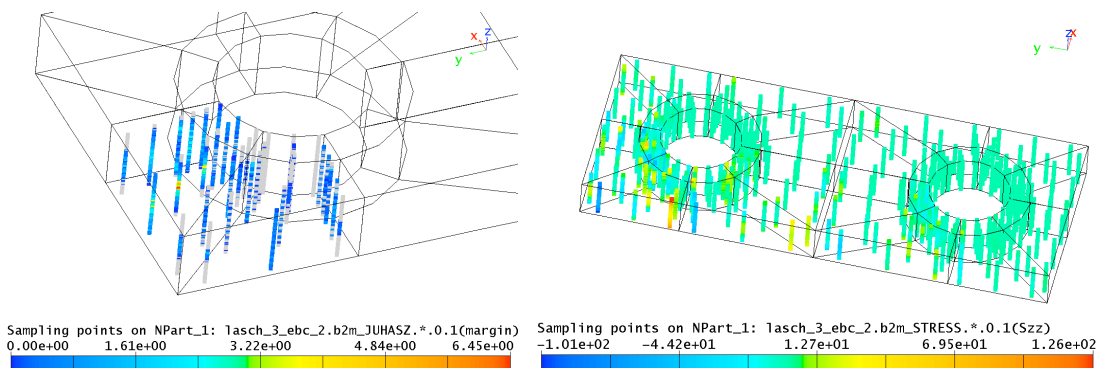 x z
y
z x
y
Sampling points on NPart_1: lasch_3_ebc_2.b2m_JUHASZ.*.0.1(margin)
0.00e+00 1.61e+00 3.22e+00 4.84e+00 6.45e+00
Sampling points on NPart_1: lasch_3_ebc_2.b2m_STRESS.*.0.1(Szz)
-1.01e+02 -4.42e+01 1.27e+01 6.95e+01 1.26e+02